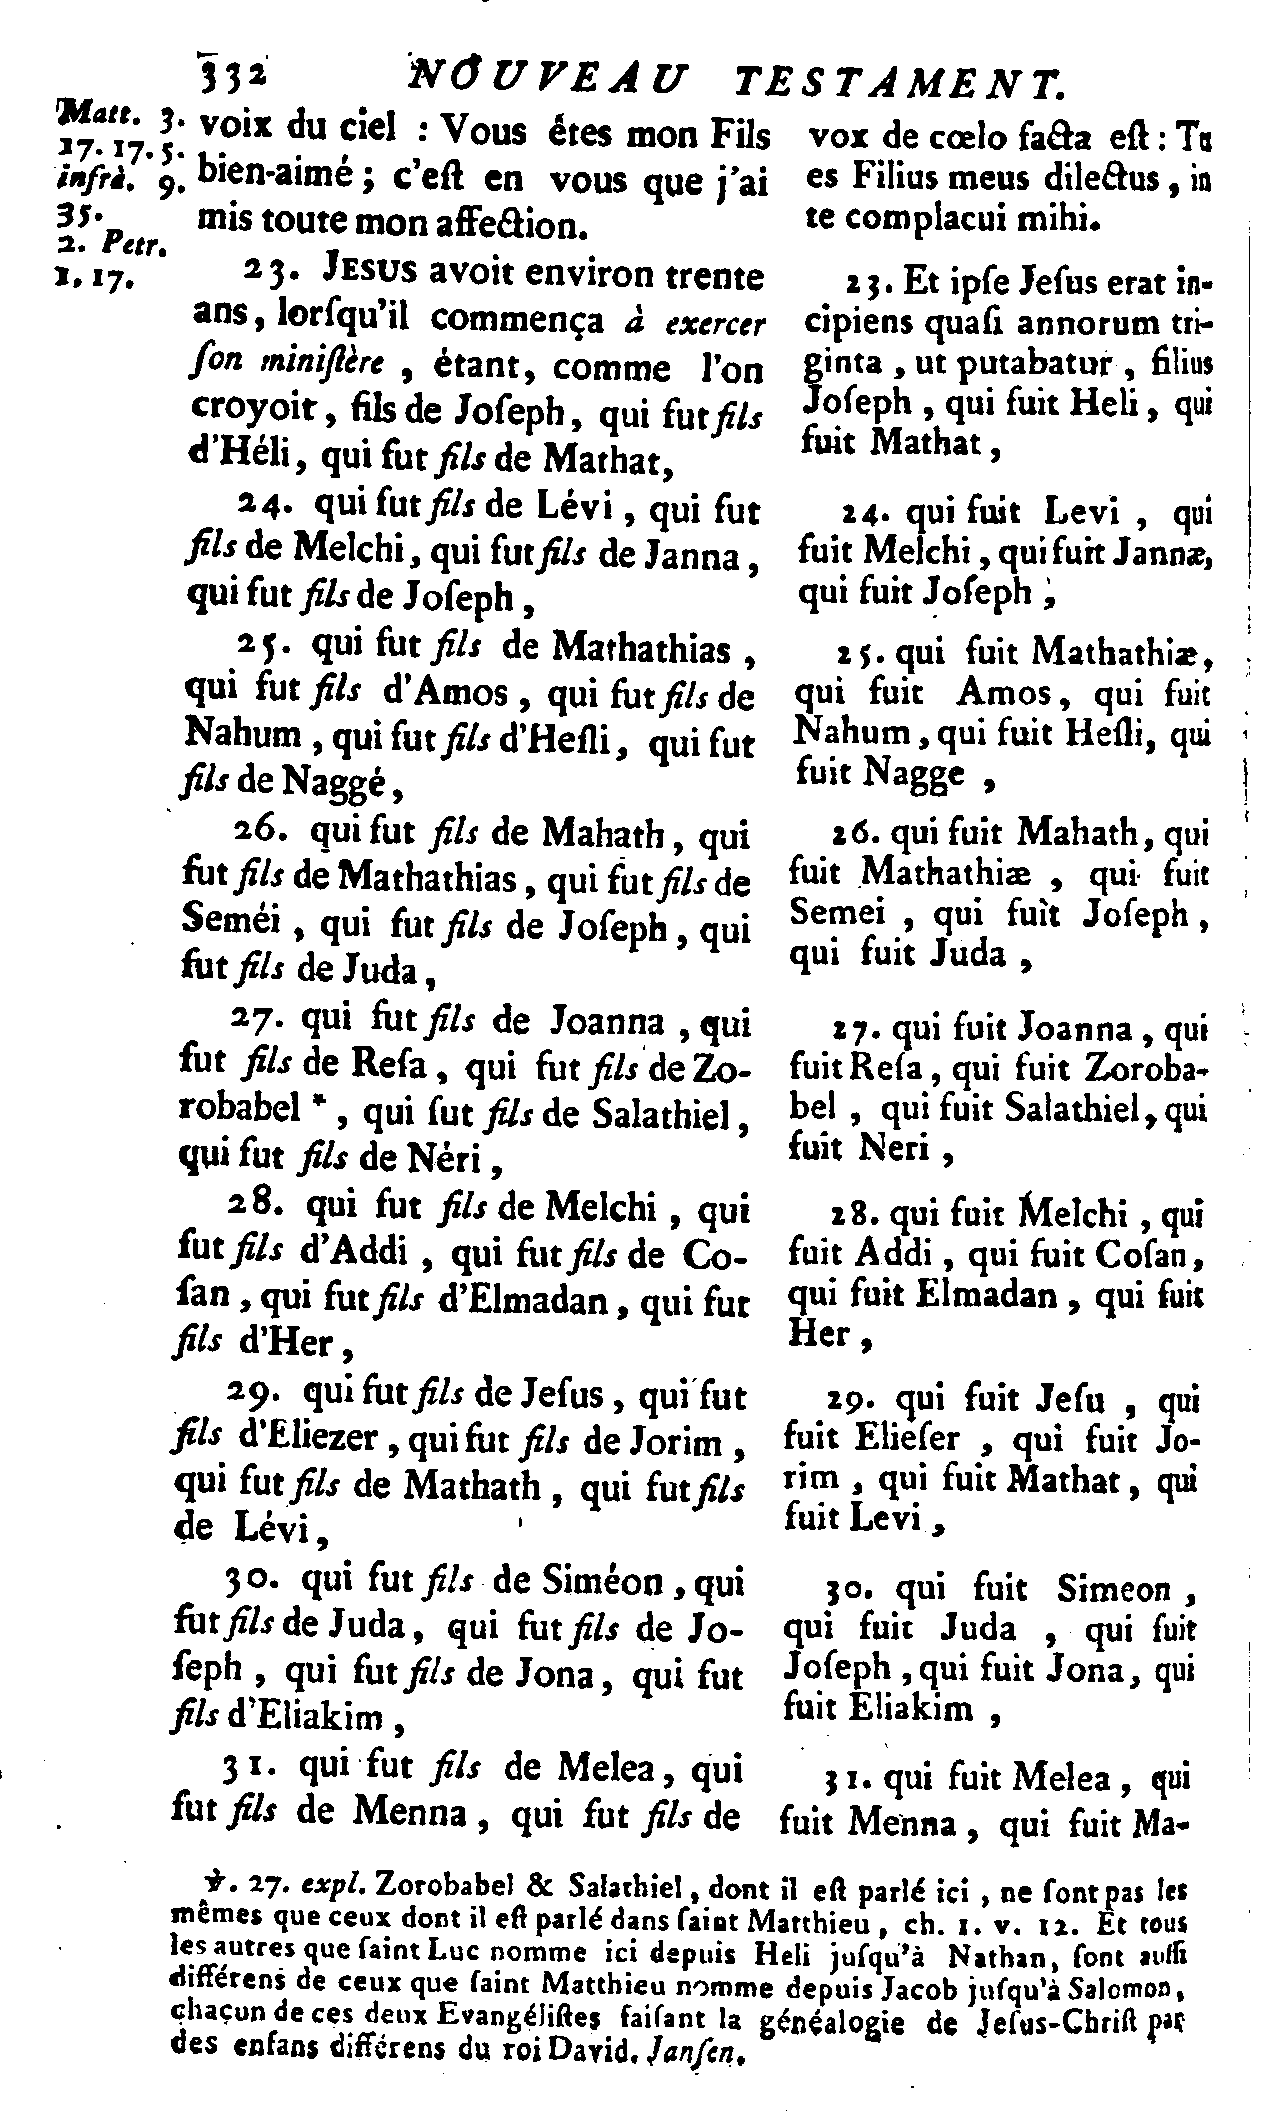 332 NOUVEAU TESTAMENT.
Matt. 3.
17. 17. 5.
infrà. 9.
35.
2. Petr.
1. 17.
voix du ciel : Vous étes mon Fils
bien-aimé ; c'eſt en vous que j'ai
mis toute mon affection.
23. JESUS avoit environ trente
ans, lorſqu'il commença à exercer
ſon miniſtère, étant, comme l'on
croyoit, fils de Joſeph, qui fut fils
d'Héli, qui fut fils de Mathat,
24. qui fut fils de Lévi, qui fut
fils de Melchi, qui fut fils de Janna,
qui fut fils de Joſeph,
25. qui fut fils de Mathathias,
qui fut fils d'Amos, qui fut fils de
Nahum, qui fut fils d'Heſli, qui fut
fils de Naggé,
26. qui fut fils de Mahath, qui
fut fils de Mathathias, qui fut fils de
Seméi, qui fut fils de Joſeph, qui
fut fils de Juda,
27. qui fut fils de Joanna, qui
fut fils de Reſa, qui fut fils de Zo-
robabel *, qui fut fils de Salathiel,
qui fut fils de Néri,
28. qui fut fils de Melchi, qui
fut fils d'Addi, qui fut fils de Co-
ſan, qui fut fils d'Elmadan, qui fut
fils d'Her,
29. qui fut fils de Jeſus, qui fut
fils d'Eliezer, qui fut fils de Jorim,
qui fut fils de Mathath, qui fut fils
de Lévi,
30. qui fut fils de Siméon, qui
fut fils de Juda, qui fut fils de Jo-
ſeph, qui fut fils de Jona, qui fut
fils d'Eliakim,
31. qui fut fils de Melea, qui
fut fils de Menna, qui fut fils de
vox de cœlo facta eſt : Tu
es Filius meus dilectus, in
te complacui mihi.
23. Et ipſe Jeſus erat in-
cipiens quaſi annorum tri-
ginta, ut putabatur, filius
Joſeph, qui fuit Heli, qui
fuit Mathat,
24. qui fuit Levi, qui
fuit Melchi, qui fuit Jannæ,
qui fuit Joſeph,
25. qui fuit Mathathiæ,
qui fuit Amos, qui fuit
Nahum, qui fuit Heſli, qui
fuit Nagge,
26. qui fuit Mahath, qui
fuit Mathathiæ, qui fuit
Semei, qui fuit Joſeph,
qui fuit Juda,
27. qui fuit Joanna, qui
fuit Reſa, qui fuit Zoroba-
bel, qui fuit Salathiel, qui
fuit Neri,
28. qui fuit Melchi, qui
fuit Addi, qui fuit Coſan,
qui fuit Elmadan, qui fuit
Her,
29. qui fuit Jeſu, qui
fuit Elieſer, qui fuit Jo-
rim, qui fuit Mathat, qui
fuit Levi,
30. qui fuit Simeon,
qui fuit Juda, qui fuit
Joſeph, qui fuit Jona, qui
fuit Eliakim,
31. qui fuit Melea, qui
fuit Menna, qui fuit Ma-
℣. 27. expl. Zorobabel & Salathiel, dont il eſt parlé ici, ne ſont pas les
mêmes que ceux dont il eſt parlé dans ſaint Matthieu, ch. 1. v. 12. Et tous
les autres que ſaint Luc nomme ici depuis Heli juſqu'à Nathan, ſont auſſi
différens de ceux que ſaint Matthieu nomme depuis Jacob juſqu'à Salomon,
chaçun de ces deux Evangéliſtes faiſant la généalogie de Jeſus-Chriſt par
des enfans différens du roi David. Janſen.